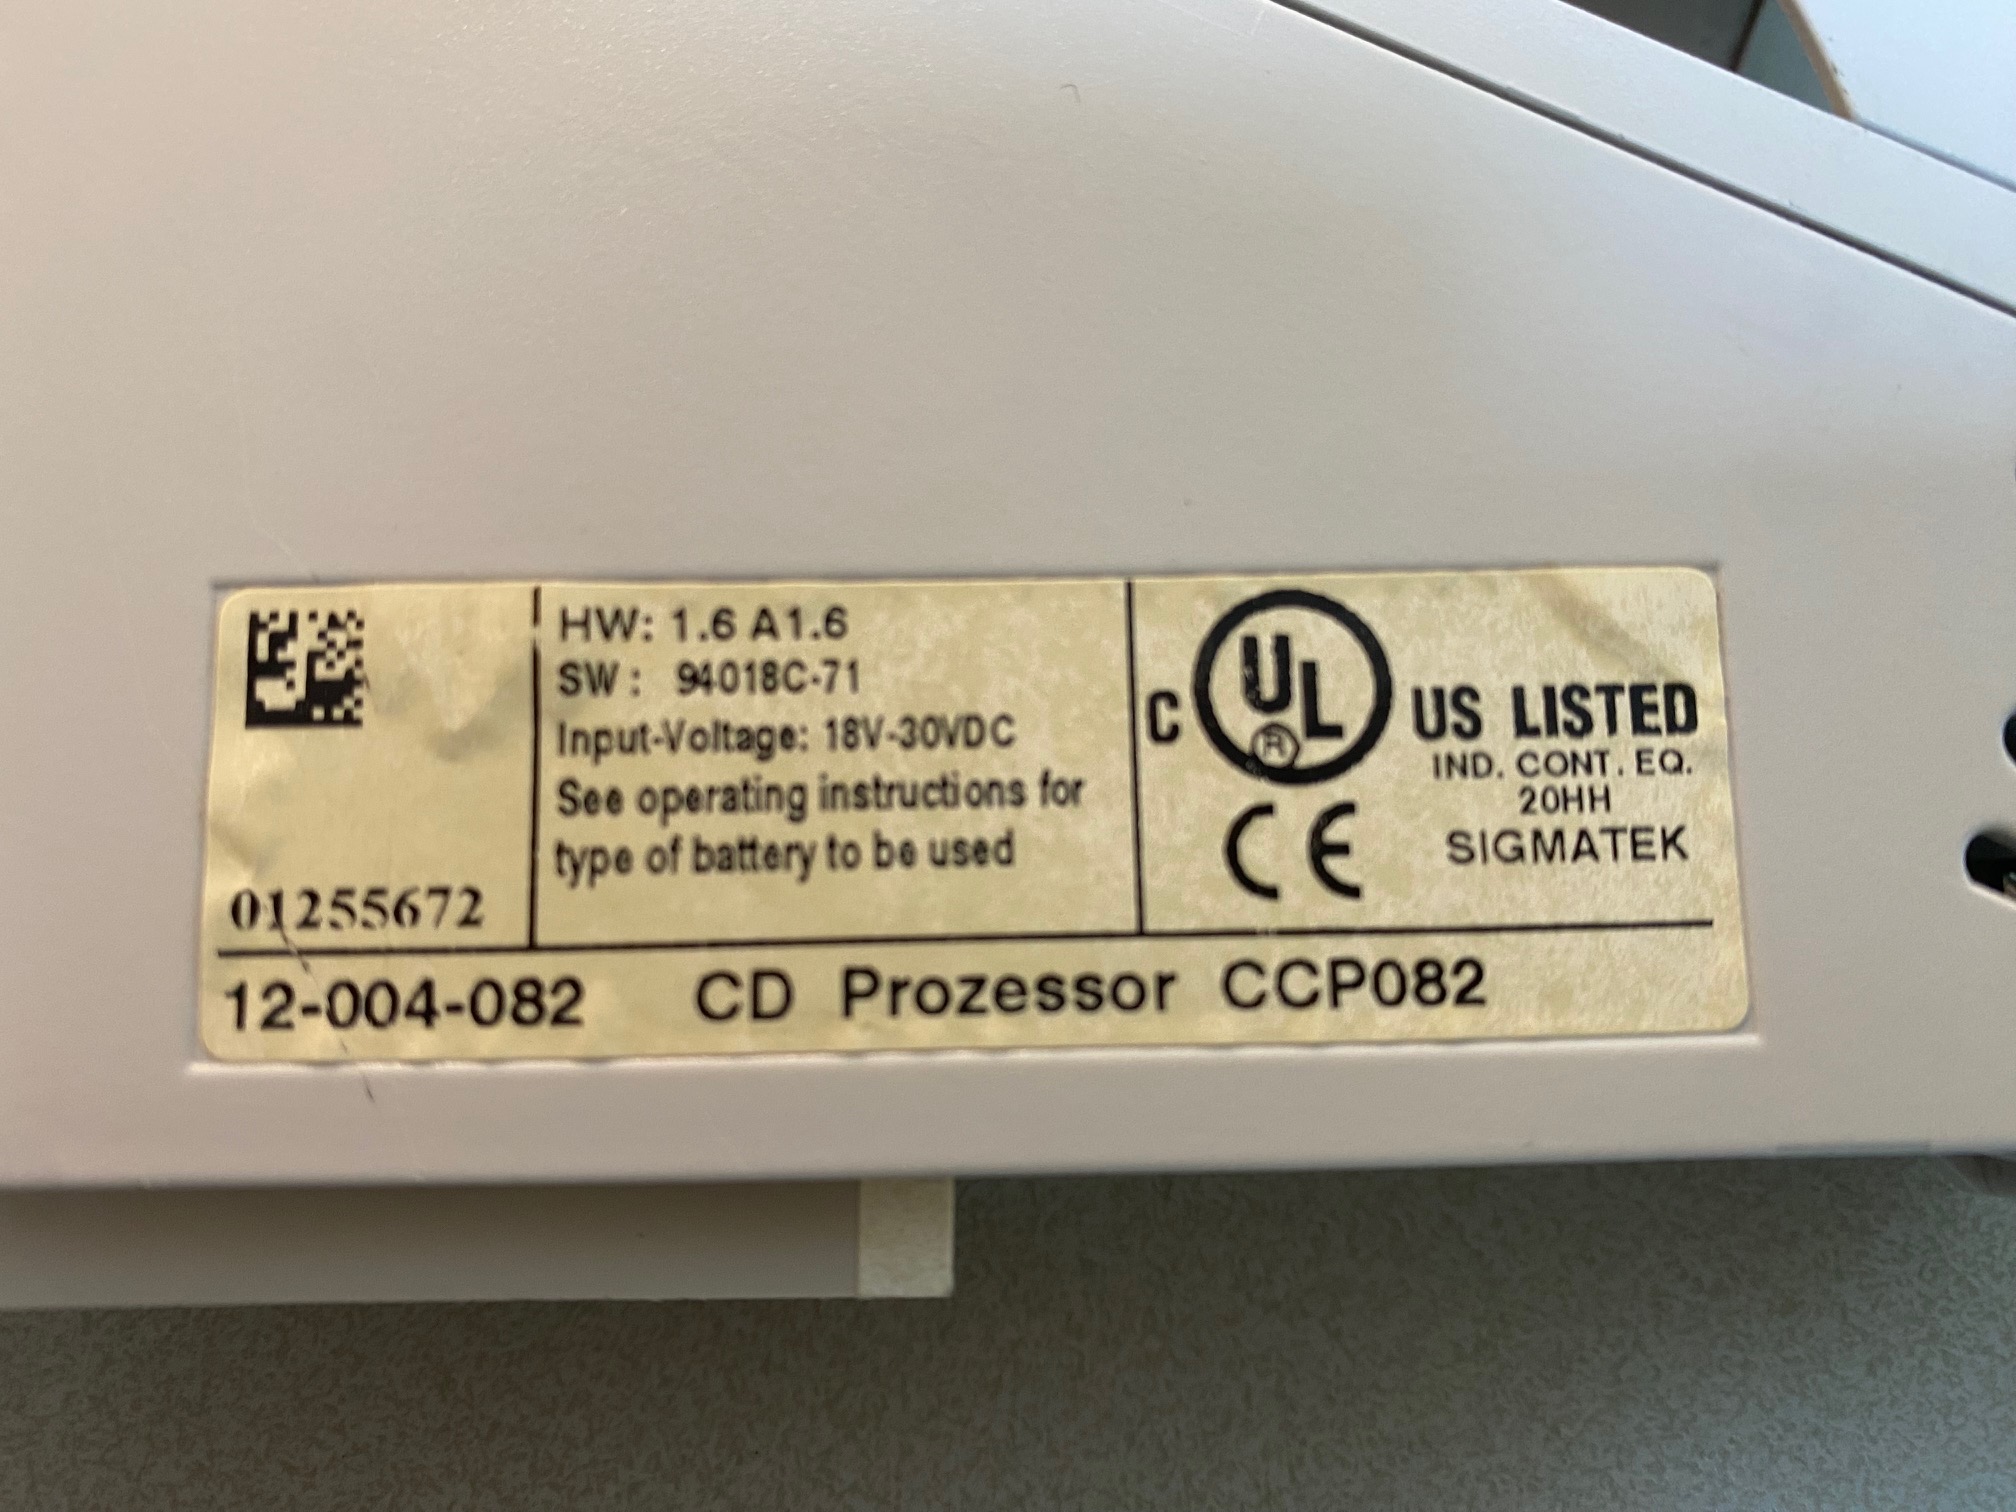 HW: 1.6 A1.6
SW: 94018C-71
Input-Voltage: 18V-30VDC
See operating instructions for
type of battery to be used
01255672
C UL ® US LISTED
IND. CONT. EQ.
20HH
CE SIGMATEK
12-004-082 CD Prozessor CCP082